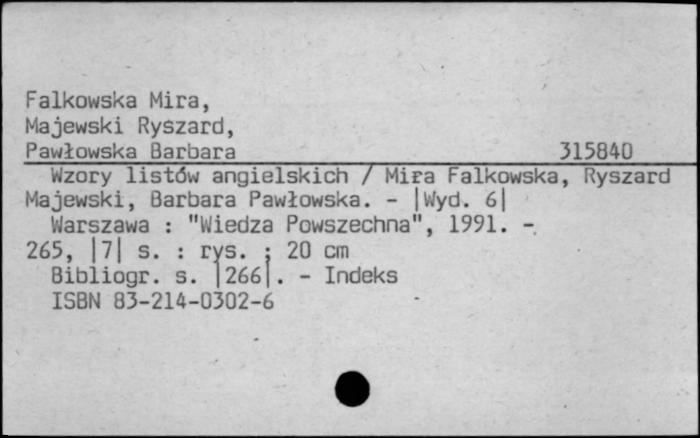 Falkowska Mira,
Majewski Ryszard,
Pawłowska Barbara 315840
Wzory listów angielskich / Mira Falkowska, Ryszard
Majewski, Barbara Pawłowska. - |Wyd. 6|
Warszawa : "Wiedza Powszechna", 1991. -
265, |7| s. : rys. ; 20 cm
Bibliogr. s. |266|. - Indeks
ISBN 83-214-0302-6